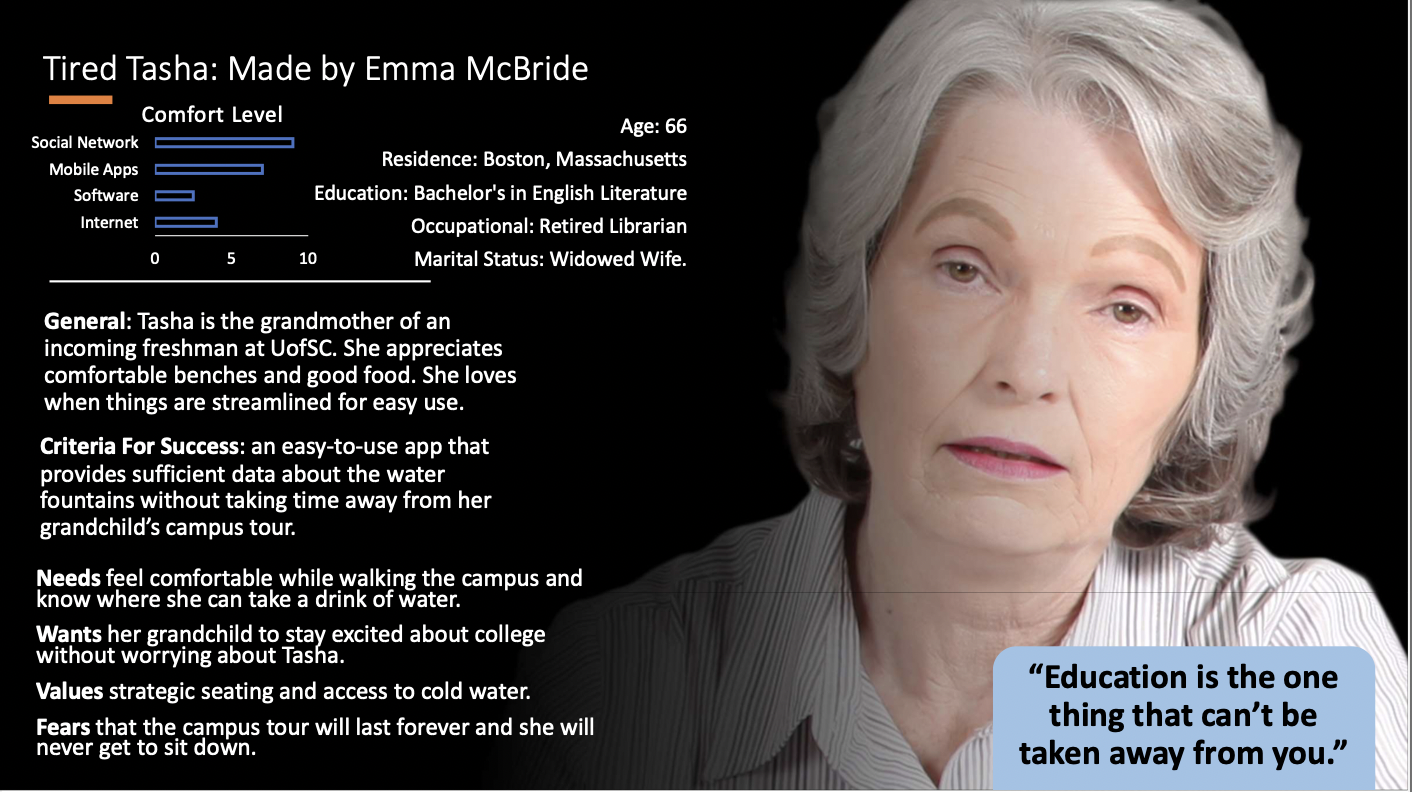 Tired Tasha: Made by Emma McBride
Comfort Level
Social Network
Mobile Apps
Software
Internet
0 5 10
Age: 66
Residence: Boston, Massachusetts
Education: Bachelor's in English Literature
Occupational: Retired Librarian
Marital Status: Widowed Wife.
General: Tasha is the grandmother of an
incoming freshman at UofSC. She appreciates
comfortable benches and good food. She loves
when things are streamlined for easy use.
Criteria For Success: an easy-to-use app that
provides sufficient data about the water
fountains without taking time away from her
grandchild’s campus tour.
Needs feel comfortable while walking the campus and
know where she can take a drink of water.
Wants her grandchild to stay excited about college
without worrying about Tasha.
Values strategic seating and access to cold water.
Fears that the campus tour will last forever and she will
never get to sit down.
“Education is the one
thing that can’t be
taken away from you.”